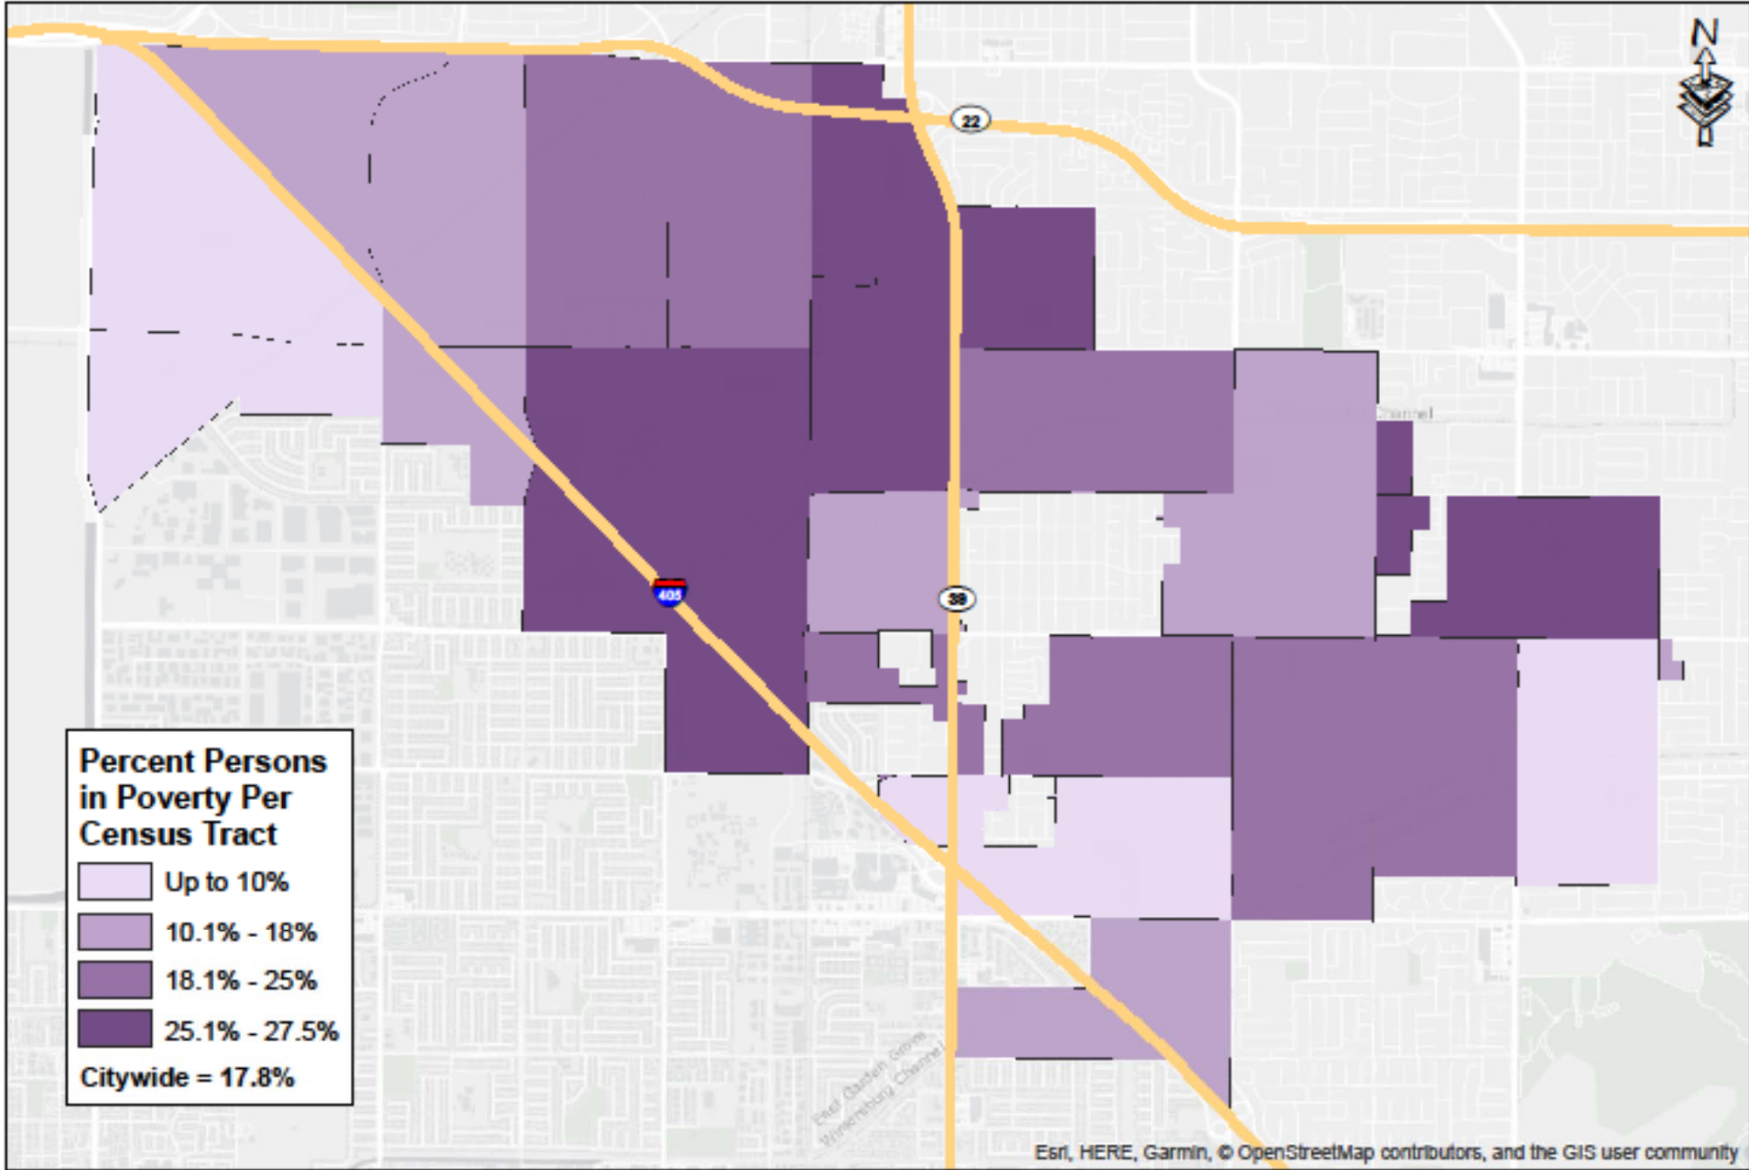 N
22
Channel
405
39
Percent Persons
in Poverty Per
Census Tract
Up to 10%
10.1% - 18%
18.1% - 25%
25.1% - 27.5%
Citywide = 17.8%
East Garden Grove
Wintersburg Channel
Esri, HERE, Garmin, © OpenStreetMap contributors, and the GIS user community